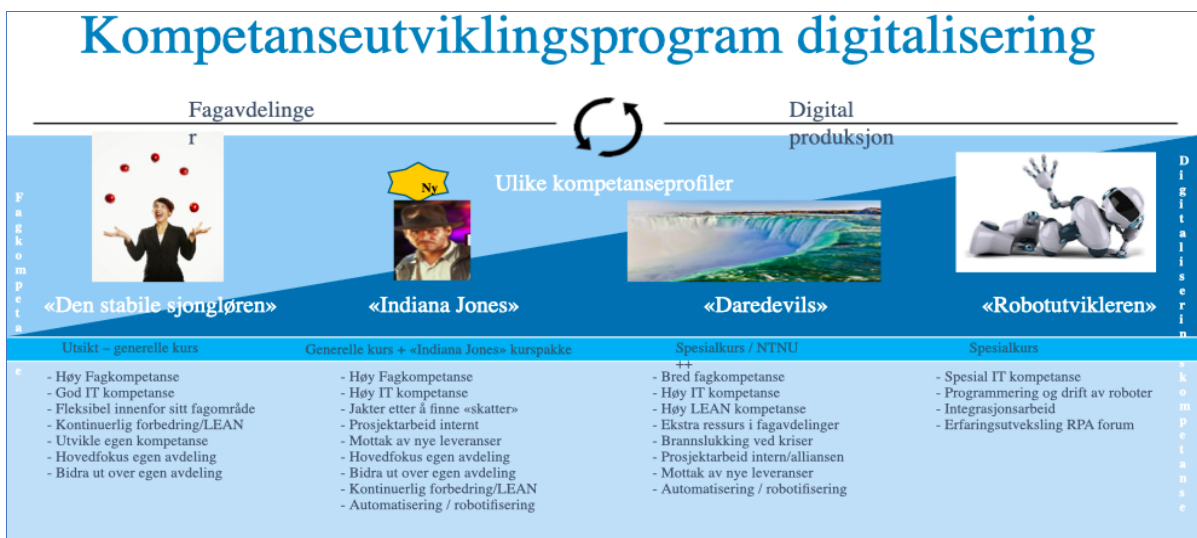 Kompetanseutviklingsprogram digitalisering
Fagavdelinge
r
Digital
produksjon
Ny
Ulike kompetanseprofiler
Fagkompeta
e
Digitaliserin
skompetanse
«Den stabile sjongløren»
«Indiana Jones»
«Daredevils»
«Robotutvikleren»
Utsikt – generelle kurs
Generelle kurs + «Indiana Jones» kurspakke
Spesialkurs / NTNU
++
Spesialkurs
- Høy Fagkompetanse
- God IT kompetanse
- Fleksibel innenfor sitt fagområde
- Kontinuerlig forbedring/LEAN
- Utvikle egen kompetanse
- Hovedfokus egen avdeling
- Bidra ut over egen avdeling
- Høy Fagkompetanse
- Høy IT kompetanse
- Jakter etter å finne «skatter»
- Prosjektarbeid internt
- Mottak av nye leveranser
- Hovedfokus egen avdeling
- Bidra ut over egen avdeling
- Kontinuerlig forbedring/LEAN
- Automatisering / robotifisering
- Bred fagkompetanse
- Høy IT kompetanse
- Høy LEAN kompetanse
- Ekstra ressurs i fagavdelinger
- Brannslukking ved kriser
- Prosjektarbeid intern/alliansen
- Mottak av nye leveranser
- Automatisering / robotifisering
- Spesial IT kompetanse
- Programmering og drift av roboter
- Integrasjonsarbeid
- Erfaringsutveksling RPA forum